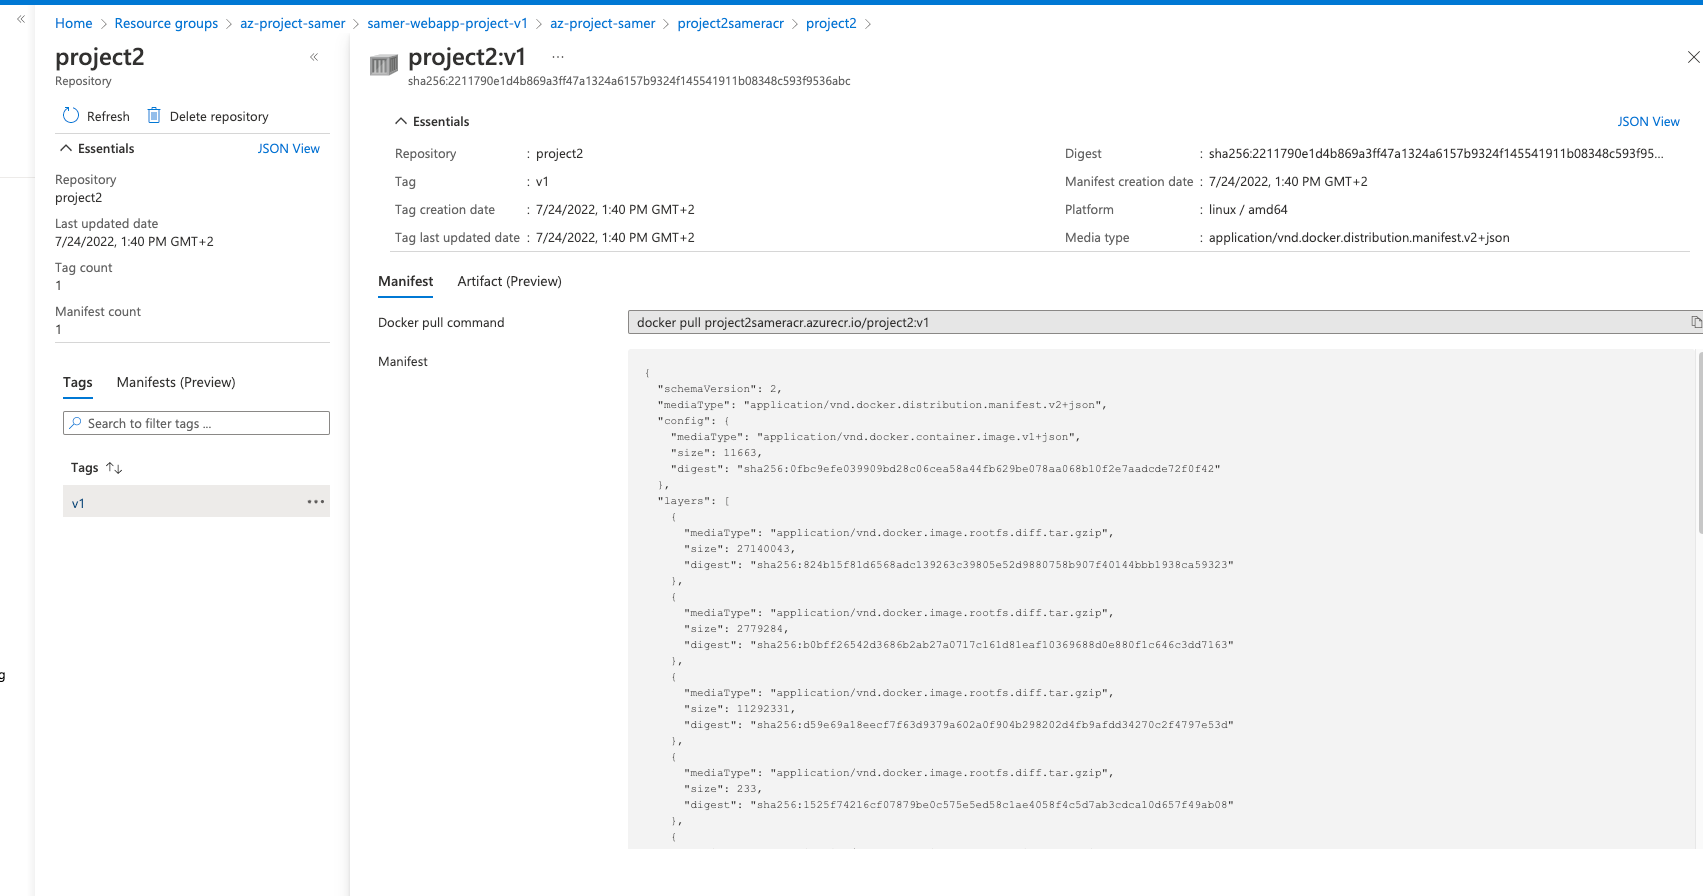 Home > Resource groups > az-project-samer > samer-webapp-project-v1 > az-project-samer > project2sameracr > project2 >
project2
Repository
Refresh Delete repository
Essentials JSON View
Repository
project2
Last updated date
7/24/2022, 1:40 PM GMT+2
Tag count
1
Manifest count
1
Tags Manifests (Preview)
Search to filter tags ...
Tags ↑↓
v1 ...
project2:v1 ...
sha256:2211790e1d4b869a3ff47a1324a6157b9324f145541911b08348c593f9536abc
Essentials JSON View
Repository : project2
Tag : v1
Tag creation date : 7/24/2022, 1:40 PM GMT+2
Tag last updated date : 7/24/2022, 1:40 PM GMT+2
Digest : sha256:2211790e1d4b869a3ff47a1324a6157b9324f145541911b08348c593f95...
Manifest creation date : 7/24/2022, 1:40 PM GMT+2
Platform : linux / amd64
Media type : application/vnd.docker.distribution.manifest.v2+json
Manifest Artifact (Preview)
Docker pull command docker pull project2sameracr.azurecr.io/project2:v1
Manifest
{
"schemaVersion": 2,
"mediaType": "application/vnd.docker.distribution.manifest.v2+json",
"config": {
"mediaType": "application/vnd.docker.container.image.v1+json",
"size": 11663,
"digest": "sha256:0fbc9efe039909bd28c06cea58a44fb629be078aa068b10f2e7aadcde72f0f42"
},
"layers": [
{
"mediaType": "application/vnd.docker.image.rootfs.diff.tar.gzip",
"size": 27140043,
"digest": "sha256:824b15f81d6568adc139263c39805e52d9880758b907f40144bbb1938ca59323"
},
{
"mediaType": "application/vnd.docker.image.rootfs.diff.tar.gzip",
"size": 2779284,
"digest": "sha256:b0bff26542d3686b2ab27a0717c161d81eaf10369688d0e880f1c646c3dd7163"
},
{
"mediaType": "application/vnd.docker.image.rootfs.diff.tar.gzip",
"size": 11292331,
"digest": "sha256:d59e69a18eecf7f63d9379a602a0f904b298202d4fb9afdd34270c2f4797e53d"
},
{
"mediaType": "application/vnd.docker.image.rootfs.diff.tar.gzip",
"size": 233,
"digest": "sha256:1525f74216cf07879be0c575e5ed58c1ae4058f4c5d7ab3cdca10d657f49ab08"
},
{